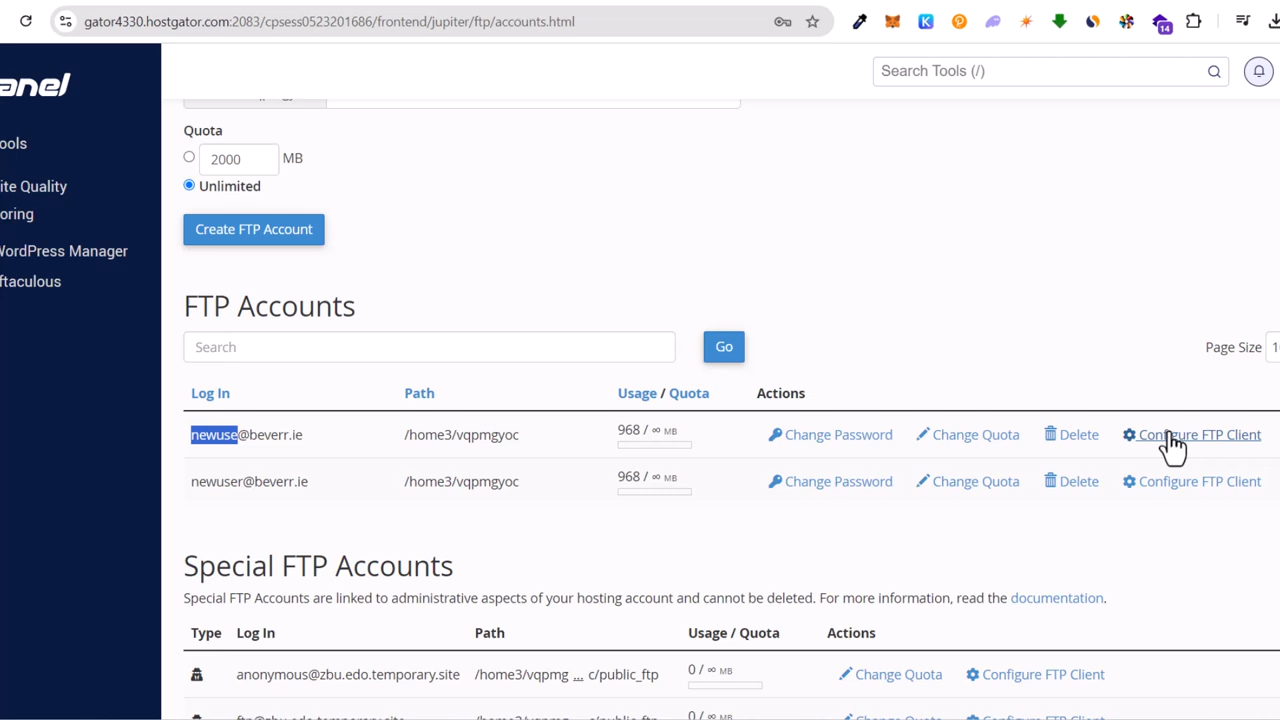 gator4330.hostgator.com:2083/cpsess0523201686/frontend/jupiter/ftp/accounts.html
14
anel
Search Tools (/)
ools
ite Quality
oring
WordPress Manager
ftaculous
Quota
2000 MB
Unlimited
Create FTP Account
FTP Accounts
Search Go Page Size
Log In Path Usage / Quota Actions
newuse@beverr.ie /home3/vqpmgyoc 968 / ∞ MB Change Password Change Quota Delete Configure FTP Client
newuser@beverr.ie /home3/vqpmgyoc 968 / ∞ MB Change Password Change Quota Delete Configure FTP Client
Special FTP Accounts
Special FTP Accounts are linked to administrative aspects of your hosting account and cannot be deleted. For more information, read the documentation.
Type Log In Path Usage / Quota Actions
anonymous@zbu.edo.temporary.site /home3/vqpmg ... c/public_ftp 0 / ∞ MB Change Quota Configure FTP Client